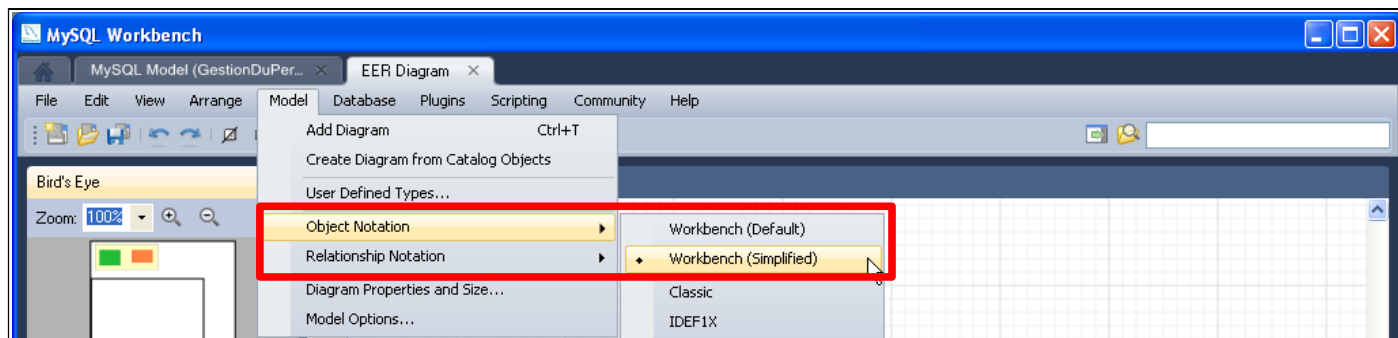 MySQL Workbench
MySQL Model (GestionDuPer... × EER Diagram ×
File Edit View Arrange Model Database Plugins Scripting Community Help
Add Diagram Ctrl+T
Create Diagram from Catalog Objects
Bird's Eye
User Defined Types...
Zoom: 100%
Object Notation
Workbench (Default)
Relationship Notation
Workbench (Simplified)
Diagram Properties and Size...
Classic
Model Options...
IDEF1X